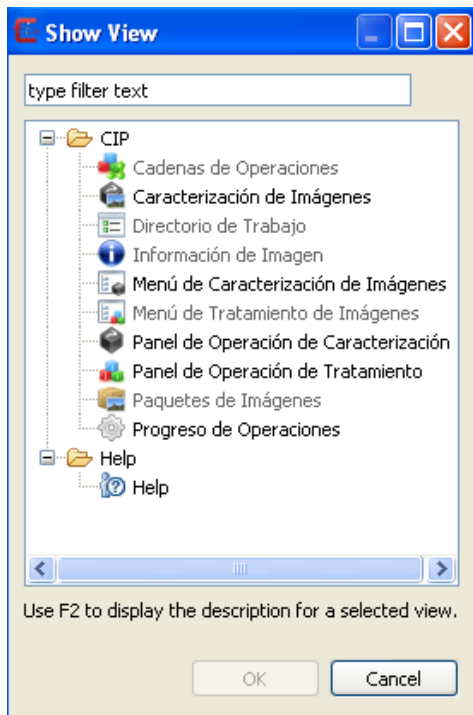 Show View
type filter text
CIP
Cadenas de Operaciones
Caracterización de Imágenes
Directorio de Trabajo
Información de Imagen
Menú de Caracterización de Imágenes
Menú de Tratamiento de Imágenes
Panel de Operación de Caracterización
Panel de Operación de Tratamiento
Paquetes de Imágenes
Progreso de Operaciones
Help
Help
Use F2 to display the description for a selected view.
OK Cancel